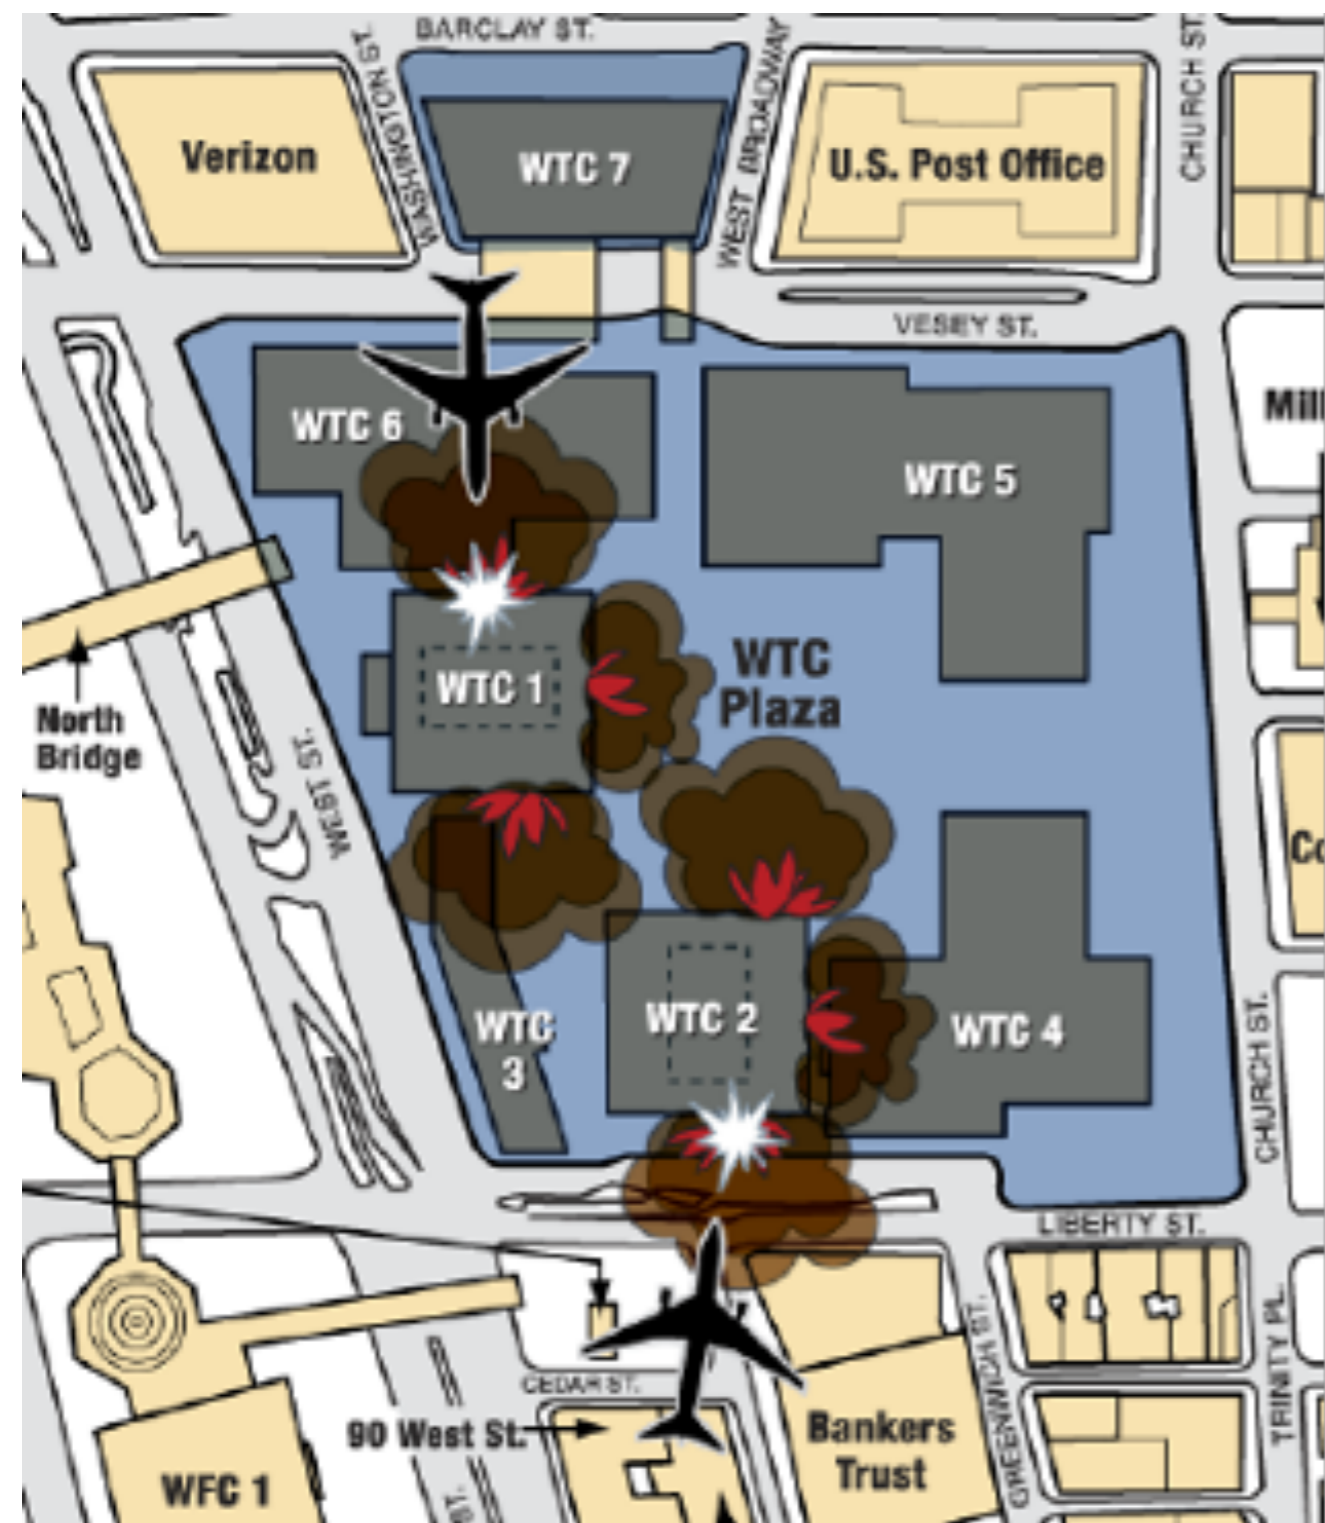 BARCLAY ST.
WASHINGTON ST.
WEST BROADWAY
CHURCH ST.
Verizon
WTC 7
U.S. Post Office
VESEY ST.
WTC 6
WTC 5
WTC 1
WTC
Plaza
North
Bridge
WEST ST.
WTC
3
WTC 2
WTC 4
CHURCH ST.
LIBERTY ST.
CEDAR ST.
90 West St.
Bankers
Trust
GREENWICH ST.
TRINITY PL.
WFC 1
ST.